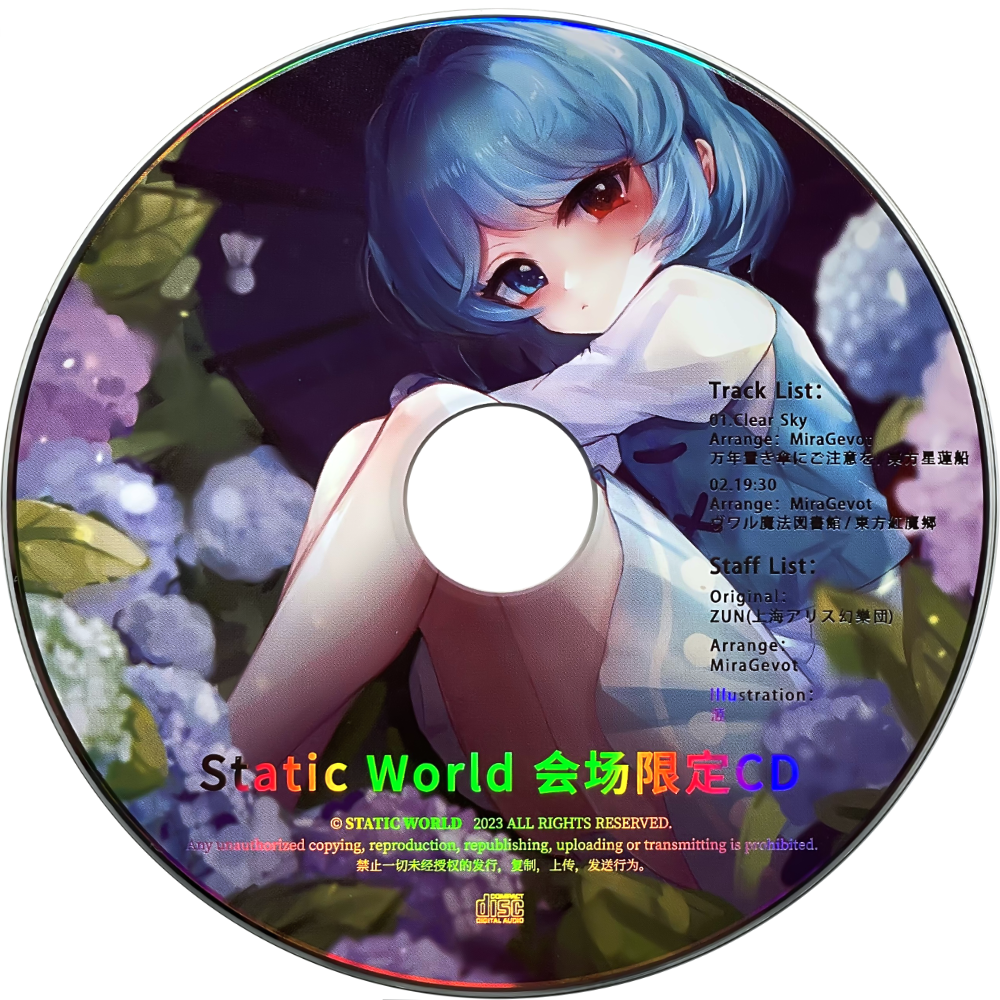 Track List:
01.Clear Sky
Arrange: MiraGevot
万年置き傘にご注意を/東方星蓮船
02.19:30
Arrange: MiraGevot
ヴワル魔法図書館/東方紅魔郷
Staff List:
Original:
ZUN(上海アリス幻樂団)
Arrange:
MiraGevot
Illustration:
Static World 会场限定CD
© STATIC WORLD 2023 ALL RIGHTS RESERVED.
Any unauthorized copying, reproduction, republishing, uploading or transmitting is prohibited.
禁止一切未经授权的发行，复制，上传，发送行为。
COMPACT
disc
DIGITAL AUDIO